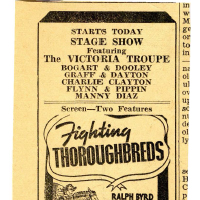 STARTS TODAY
STAGE SHOW
Featuring
The VICTORIA TROUPE
BOGART & DOOLEY
GRAFF & DAYTON
CHARLIE CLAYTON
FLYNN & PIPPIN
MANNY DIAZ
Screen—Two Features
Fighting
THOROUGHBREDS
RALPH BYRD